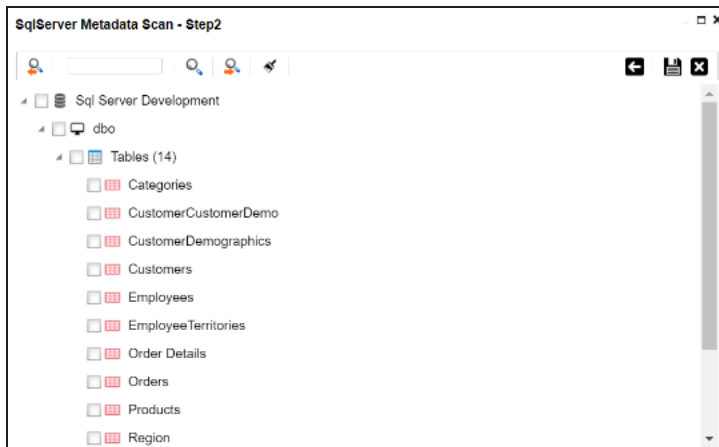 SqlServer Metadata Scan - Step2
Sql Server Development
dbo
Tables (14)
Categories
CustomerCustomerDemo
CustomerDemographics
Customers
Employees
EmployeeTerritories
Order Details
Orders
Products
Region